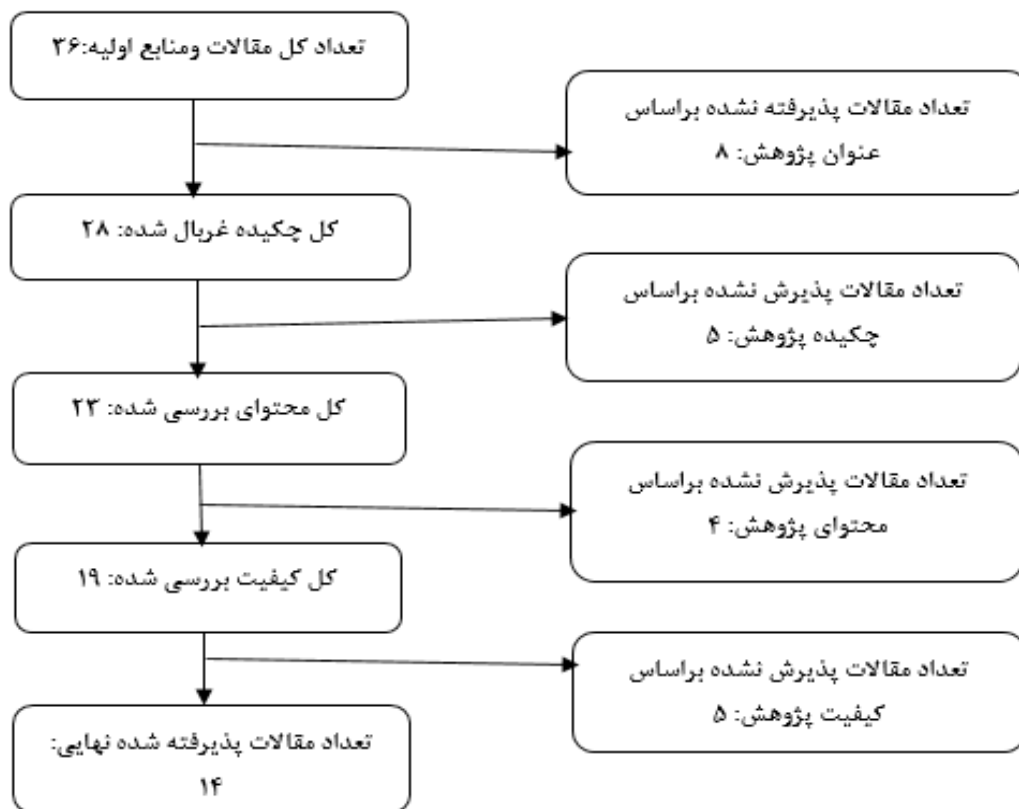 تعداد کل مقالات ومنابع اولیه:۳۶
تعداد مقالات پذیرفته نشده براساس
عنوان پژوهش: ۸
کل چکیده غربال شده: ۲۸
تعداد مقالات پذیرش نشده براساس
چکیده پژوهش: ۵
کل محتوای بررسی شده: ۲۳
تعداد مقالات پذیرش نشده براساس
محتوای پژوهش: ۴
کل کیفیت بررسی شده: ۱۹
تعداد مقالات پذیرش نشده براساس
کیفیت پژوهش: ۵
تعداد مقالات پذیرفته شده نهایی:
۱۴